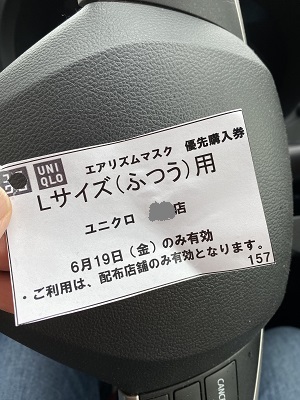 UNI
QLO
エアリズムマスク 優先購入券
Lサイズ(ふつう)用
ユニクロ 店
6月19日(金)のみ有効
・ご利用は、配布店舗のみ有効となります。
157
CANCEL